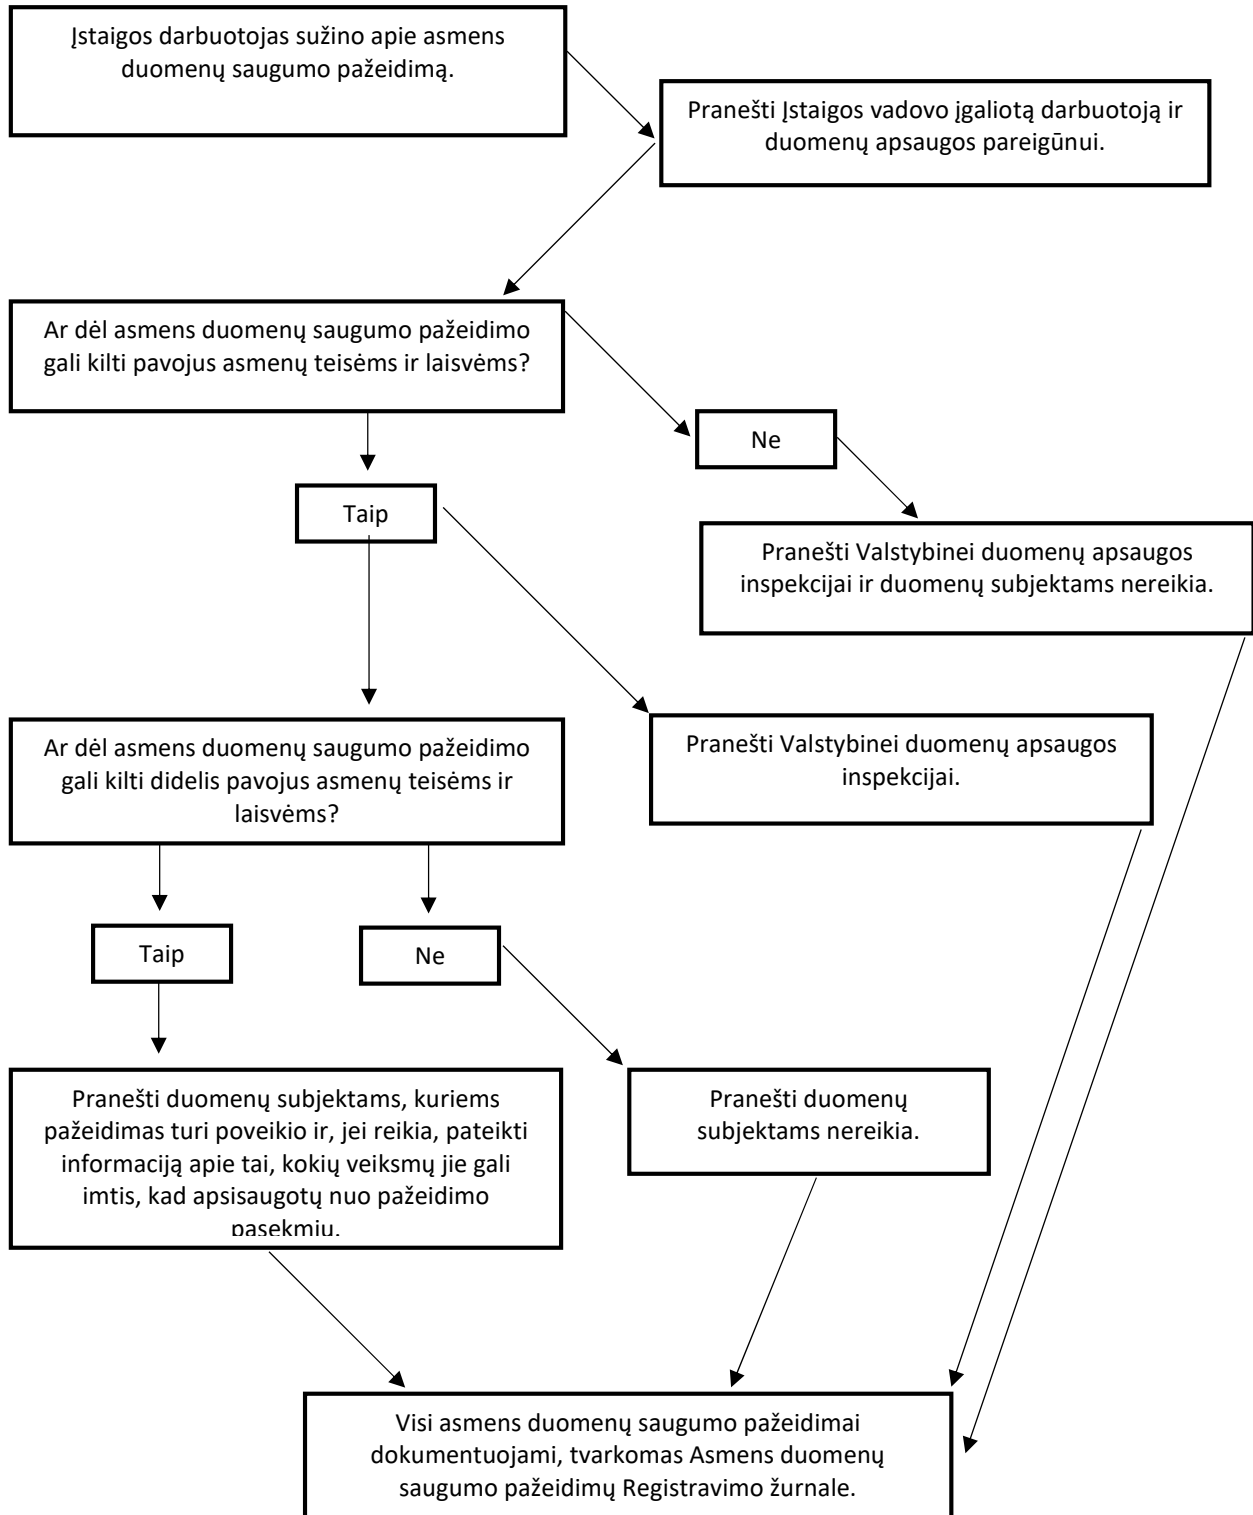 Įstaigos darbuotojas sužino apie asmens
duomenų saugumo pažeidimą.
Pranešti Įstaigos vadovo įgaliotą darbuotoją ir
duomenų apsaugos pareigūnui.
Ar dėl asmens duomenų saugumo pažeidimo
gali kilti pavojus asmenų teisėms ir laisvėms?
Ne
Taip
Pranešti Valstybinei duomenų apsaugos
inspekcijai ir duomenų subjektams nereikia.
Ar dėl asmens duomenų saugumo pažeidimo
gali kilti didelis pavojus asmenų teisėms ir
laisvėms?
Pranešti Valstybinei duomenų apsaugos
inspekcijai.
Taip
Ne
Pranešti duomenų subjektams, kuriems
pažeidimas turi poveikio ir, jei reikia, pateikti
informaciją apie tai, kokių veiksmų jie gali
imtis, kad apsisaugotų nuo pažeidimo
pasekmių.
Pranešti duomenų
subjektams nereikia.
Visi asmens duomenų saugumo pažeidimai
dokumentuojami, tvarkomas Asmens duomenų
saugumo pažeidimų Registravimo žurnale.